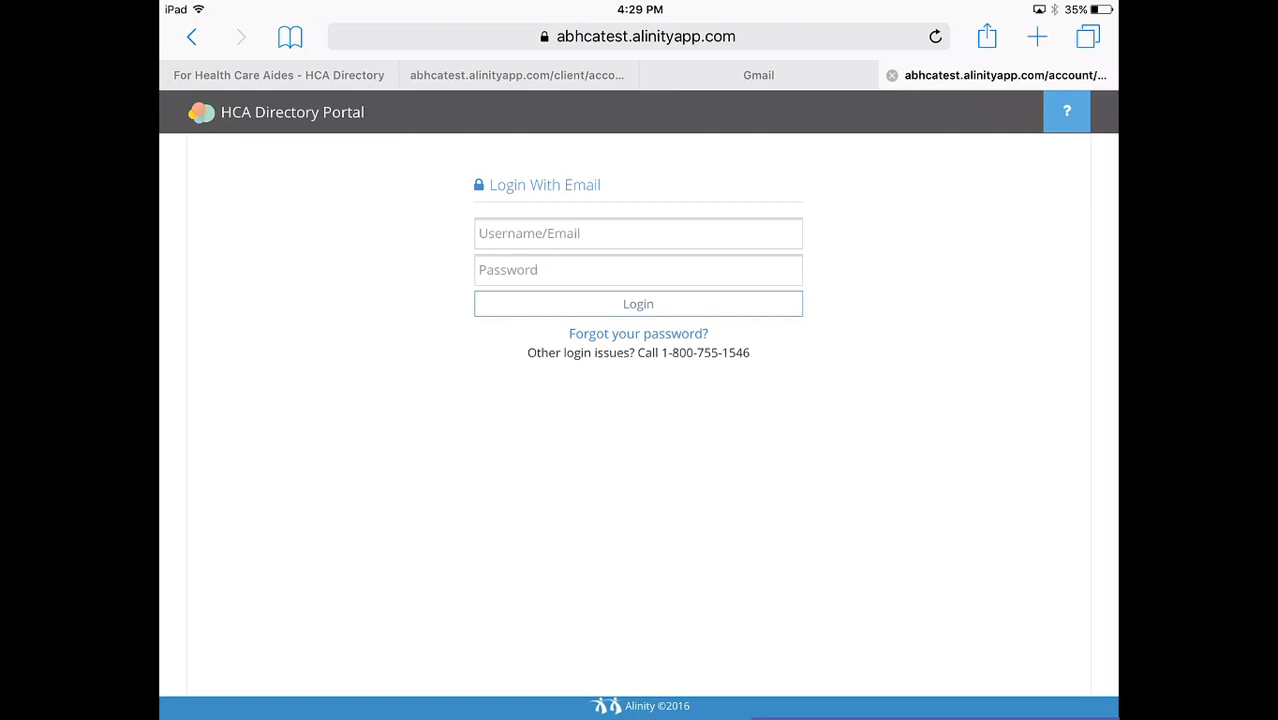 iPad 4:29 PM 35%
abhcatest.alinityapp.com
For Health Care Aides - HCA Directory abhcatest.alinityapp.com/client/acco... Gmail abhcatest.alinityapp.com/account/...
HCA Directory Portal ?
Login With Email
Username/Email
Password
Login
Forgot your password?
Other login issues? Call 1-800-755-1546
Alinity ©2016